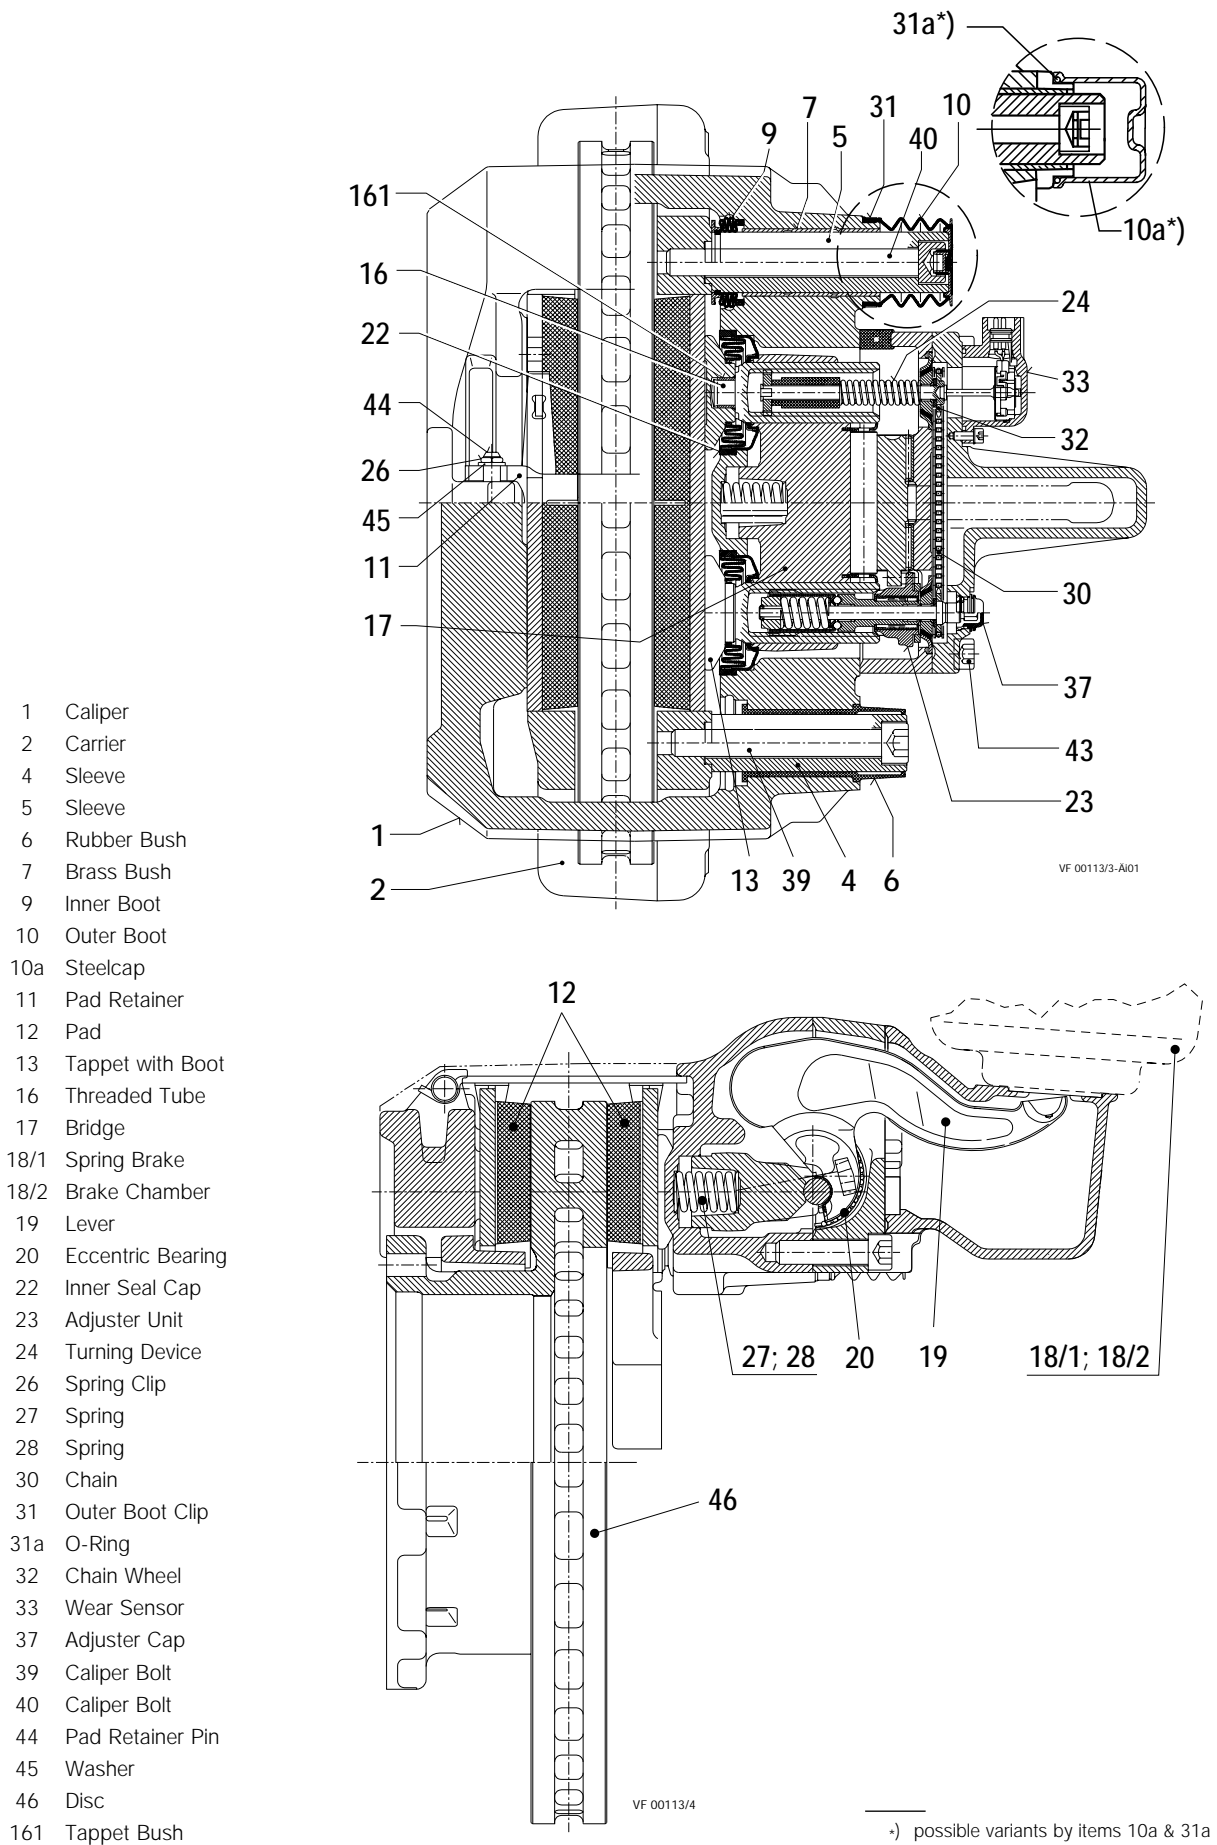 31a*)
7
31
10
9
5
40
161
10a*)
16
24
22
33
44
32
26
45
11
30
17
37
43
23
1
13
39
4
6
2
VF 00113/3-Äi01
1 Caliper
2 Carrier
4 Sleeve
5 Sleeve
6 Rubber Bush
7 Brass Bush
9 Inner Boot
10 Outer Boot
10a Steelcap
11 Pad Retainer
12 Pad
13 Tappet with Boot
16 Threaded Tube
17 Bridge
18/1 Spring Brake
18/2 Brake Chamber
19 Lever
20 Eccentric Bearing
22 Inner Seal Cap
23 Adjuster Unit
24 Turning Device
26 Spring Clip
27 Spring
28 Spring
30 Chain
31 Outer Boot Clip
31a O-Ring
32 Chain Wheel
33 Wear Sensor
37 Adjuster Cap
39 Caliper Bolt
40 Caliper Bolt
44 Pad Retainer Pin
45 Washer
46 Disc
161 Tappet Bush
12
27; 28
20
19
18/1; 18/2
46
VF 00113/4
*) possible variants by items 10a & 31a